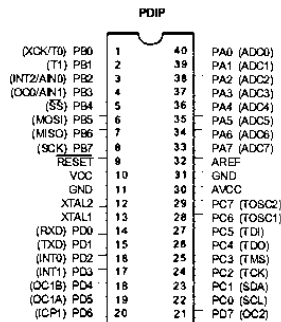 PDIP
(XCK/T0) PB0 1 40 PA0 (ADC0)
(T1) PB1 2 39 PA1 (ADC1)
(INT2/AIN0) PB2 3 38 PA2 (ADC2)
(OC0/AIN1) PB3 4 37 PA3 (ADC3)
(SS) PB4 5 36 PA4 (ADC4)
(MOSI) PB5 6 35 PA5 (ADC5)
(MISO) PB6 7 34 PA6 (ADC6)
(SCK) PB7 8 33 PA7 (ADC7)
RESET 9 32 AREF
VCC 10 31 GND
GND 11 30 AVCC
XTAL2 12 29 PC7 (TOSC2)
XTAL1 13 28 PC6 (TOSC1)
(RXD) PD0 14 27 PC5 (TDI)
(TXD) PD1 15 26 PC4 (TDO)
(INT0) PD2 16 25 PC3 (TMS)
(INT1) PD3 17 24 PC2 (TCK)
(OC1B) PD4 18 23 PC1 (SDA)
(OC1A) PD5 19 22 PC0 (SCL)
(ICP1) PD6 20 21 PD7 (OC2)